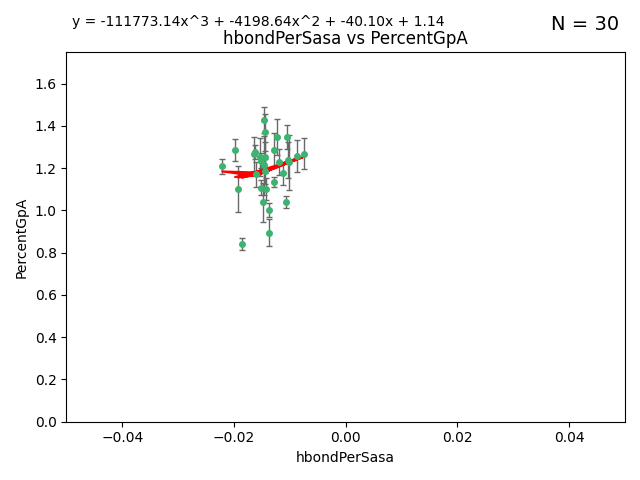 y = -111773.14x^3 + -4198.64x^2 + -40.10x + 1.14
N = 30
hbondPerSasa vs PercentGpA
1.6
1.4
1.2
1.0
0.8
0.6
0.4
0.2
0.0
PercentGpA
−0.04 −0.02 0.00 0.02 0.04
hbondPerSasa